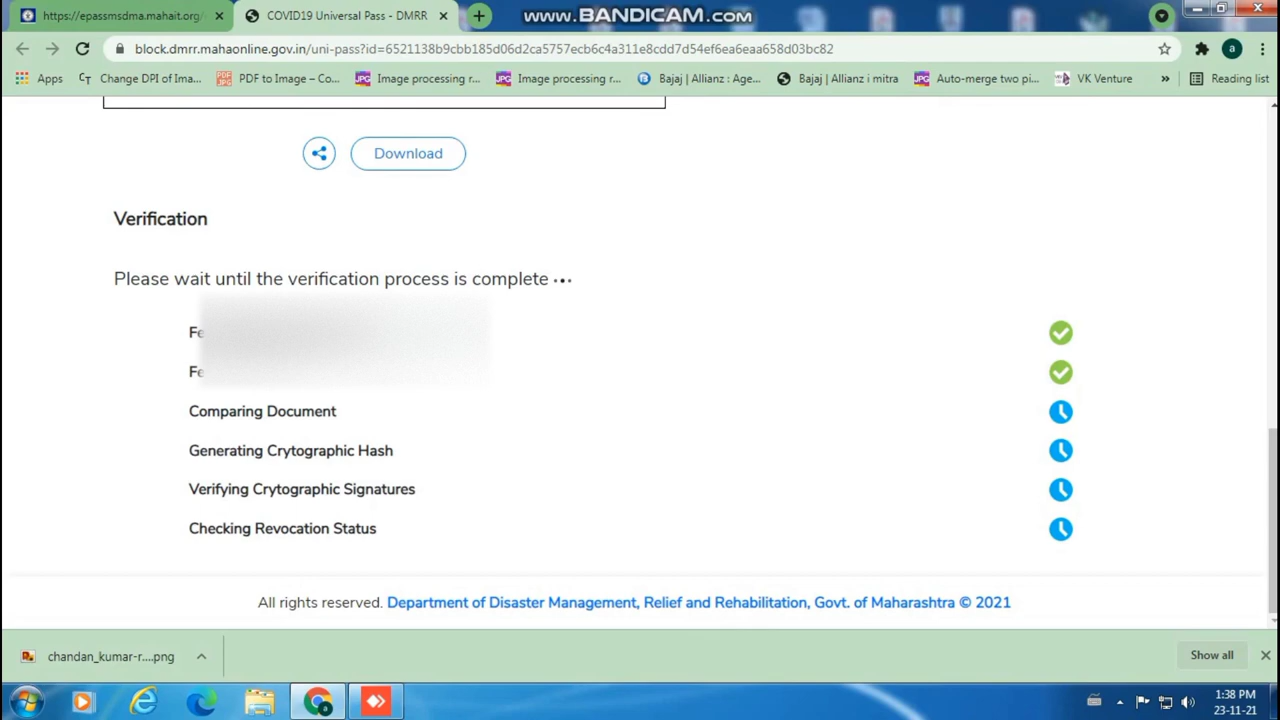 https://epassmsdma.mahait.org/
COVID19 Universal Pass - DMRR
www.BANDICAM.com
block.dmrr.mahaonline.gov.in/uni-pass?id=6521138b9cbb185d06d2ca5757ecb6c4a311e8cdd7d54ef6ea6eaa658d03bc82
a
Apps
Change DPI of Ima...
PDF to Image – Co...
Image processing r...
Image processing r...
Bajaj | Allianz : Age...
Bajaj | Allianz i mitra
Auto-merge two pi...
VK Venture
»
Reading list
Download
Verification
Please wait until the verification process is complete
Fe
Fe
Comparing Document
Generating Crytographic Hash
Verifying Crytographic Signatures
Checking Revocation Status
All rights reserved. Department of Disaster Management, Relief and Rehabilitation, Govt. of Maharashtra © 2021
chandan_kumar-r....png
Show all
1:38 PM
23-11-21